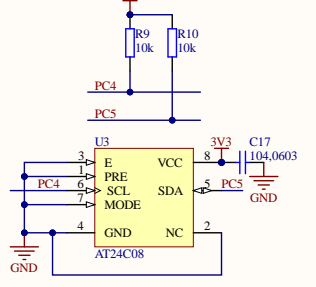 R9 R10
10k 10k
PC4
PC5
U3 3V3 C17
3 E VCC 8 104,0603
1 PRE
PC4 6 SCL SDA 5 PC5
7 MODE GND
4 GND NC 2
GND AT24C08